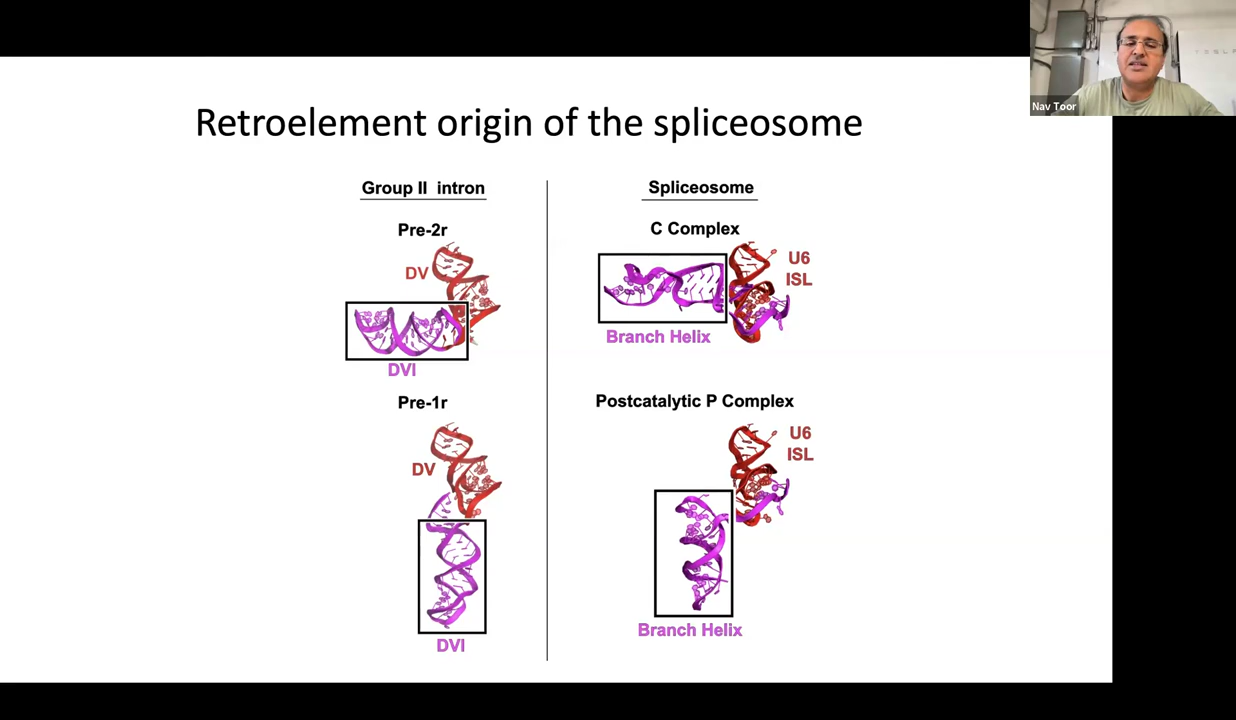 Retroelement origin of the spliceosome
Group II intron
Pre-2r
DV
DVI
Pre-1r
DV
DVI
Spliceosome
C Complex
U6
ISL
Branch Helix
Postcatalytic P Complex
U6
ISL
Branch Helix
Nav Toor